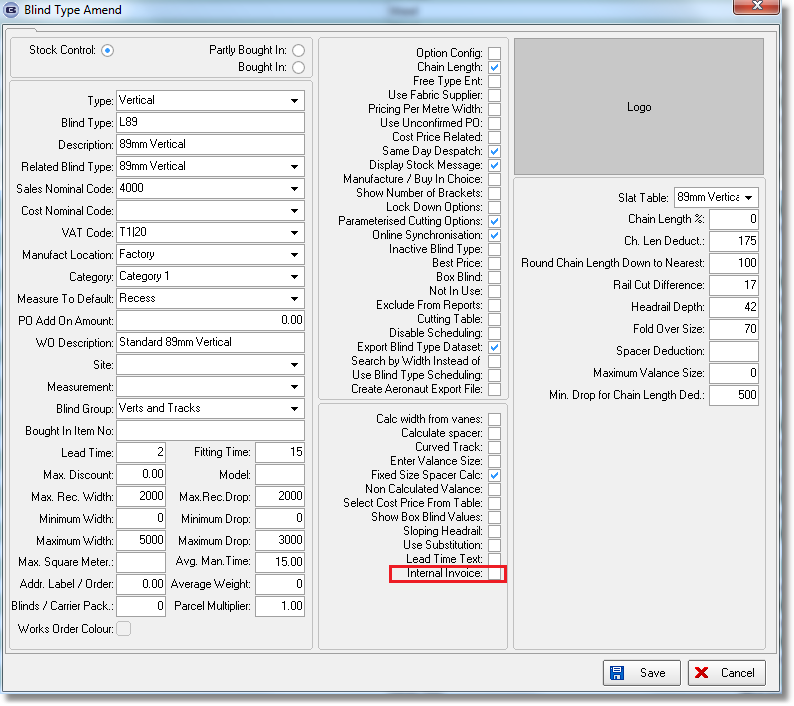 Blind Type Amend
Stock Control:
Partly Bought In:
Bought In:
Type: Vertical
Blind Type: L89
Description: 89mm Vertical
Related Blind Type: 89mm Vertical
Sales Nominal Code: 4000
Cost Nominal Code:
VAT Code: T1|20
Manufact Location: Factory
Category: Category 1
Measure To Default: Recess
PO Add On Amount: 0.00
WO Description: Standard 89mm Vertical
Site:
Measurement:
Blind Group: Verts and Tracks
Bought In Item No:
Lead Time: 2 Fitting Time: 15
Max. Discount: 0.00 Model:
Max. Rec. Width: 2000 Max.Rec.Drop: 2000
Minimum Width: 0 Minimum Drop: 0
Maximum Width: 5000 Maximum Drop: 3000
Max. Square Meter.: Avg. Man.Time: 15.00
Addr. Label / Order: 0.00 Average Weight: 0
Blinds / Carrier Pack.: 0 Parcel Multiplier: 1.00
Works Order Colour:
Option Config:
Chain Length:
Free Type Ent:
Use Fabric Supplier:
Pricing Per Metre Width:
Use Unconfirmed PO:
Cost Price Related:
Same Day Despatch:
Display Stock Message:
Manufacture / Buy In Choice:
Show Number of Brackets:
Lock Down Options:
Parameterised Cutting Options:
Online Synchronisation:
Inactive Blind Type:
Best Price:
Box Blind:
Not In Use:
Exclude From Reports:
Cutting Table:
Disable Scheduling:
Export Blind Type Dataset:
Search by Width Instead of
Use Blind Type Scheduling:
Create Aeronaut Export File:
Calc width from vanes:
Calculate spacer:
Curved Track:
Enter Valance Size:
Fixed Size Spacer Calc:
Non Calculated Valance:
Select Cost Price From Table:
Show Box Blind Values:
Sloping Headrail:
Use Substitution:
Lead Time Text:
Internal Invoice:
Logo
Slat Table: 89mm Vertica
Chain Length %: 0
Ch. Len Deduct.: 175
Round Chain Length Down to Nearest: 100
Rail Cut Difference: 17
Headrail Depth: 42
Fold Over Size: 70
Spacer Deduction:
Maximum Valance Size: 0
Min. Drop for Chain Length Ded.: 500
Save
Cancel